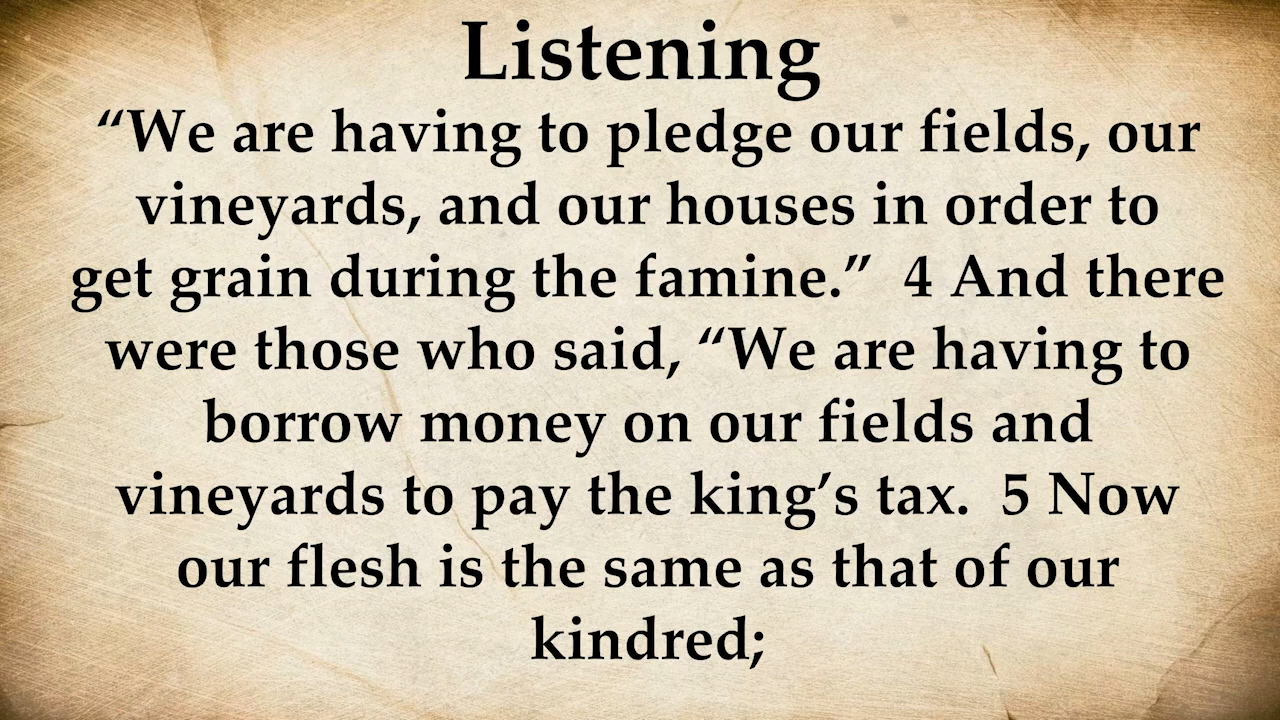 Listening
“We are having to pledge our fields, our
vineyards, and our houses in order to
get grain during the famine.”  4 And there
were those who said, “We are having to
borrow money on our fields and
vineyards to pay the king’s tax.  5 Now
our flesh is the same as that of our
kindred;